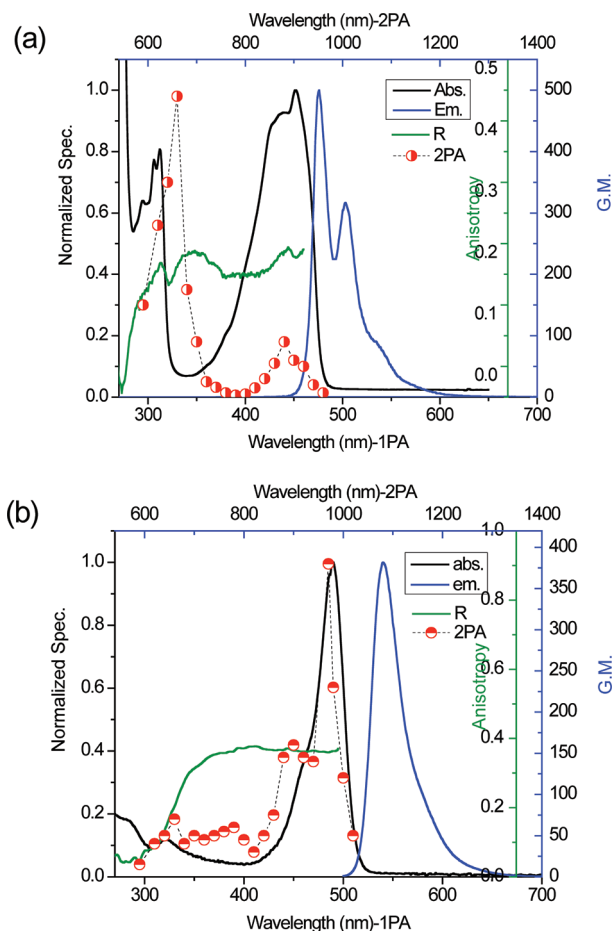 (a)
Wavelength (nm)-2PA
600 800 1000 1200 1400
Normalized Spec.
1.0
0.8
0.6
0.4
0.2
0.0
Abs.
Em.
R
2PA
0.5
0.4
0.3
0.2
0.1
0.0
Anisotropy
500
400
300
200
100
0
G.M.
300 400 500 600 700
Wavelength (nm)-1PA
(b)
Wavelength (nm)-2PA
600 800 1000 1200 1400
Normalized Spec.
1.0
0.8
0.6
0.4
0.2
0.0
abs.
em.
R
2PA
1.0
0.8
0.6
0.4
0.2
0.0
Anisotropy
400
350
300
250
200
150
100
50
0
G.M.
300 400 500 600 700
Wavelength (nm)-1PA